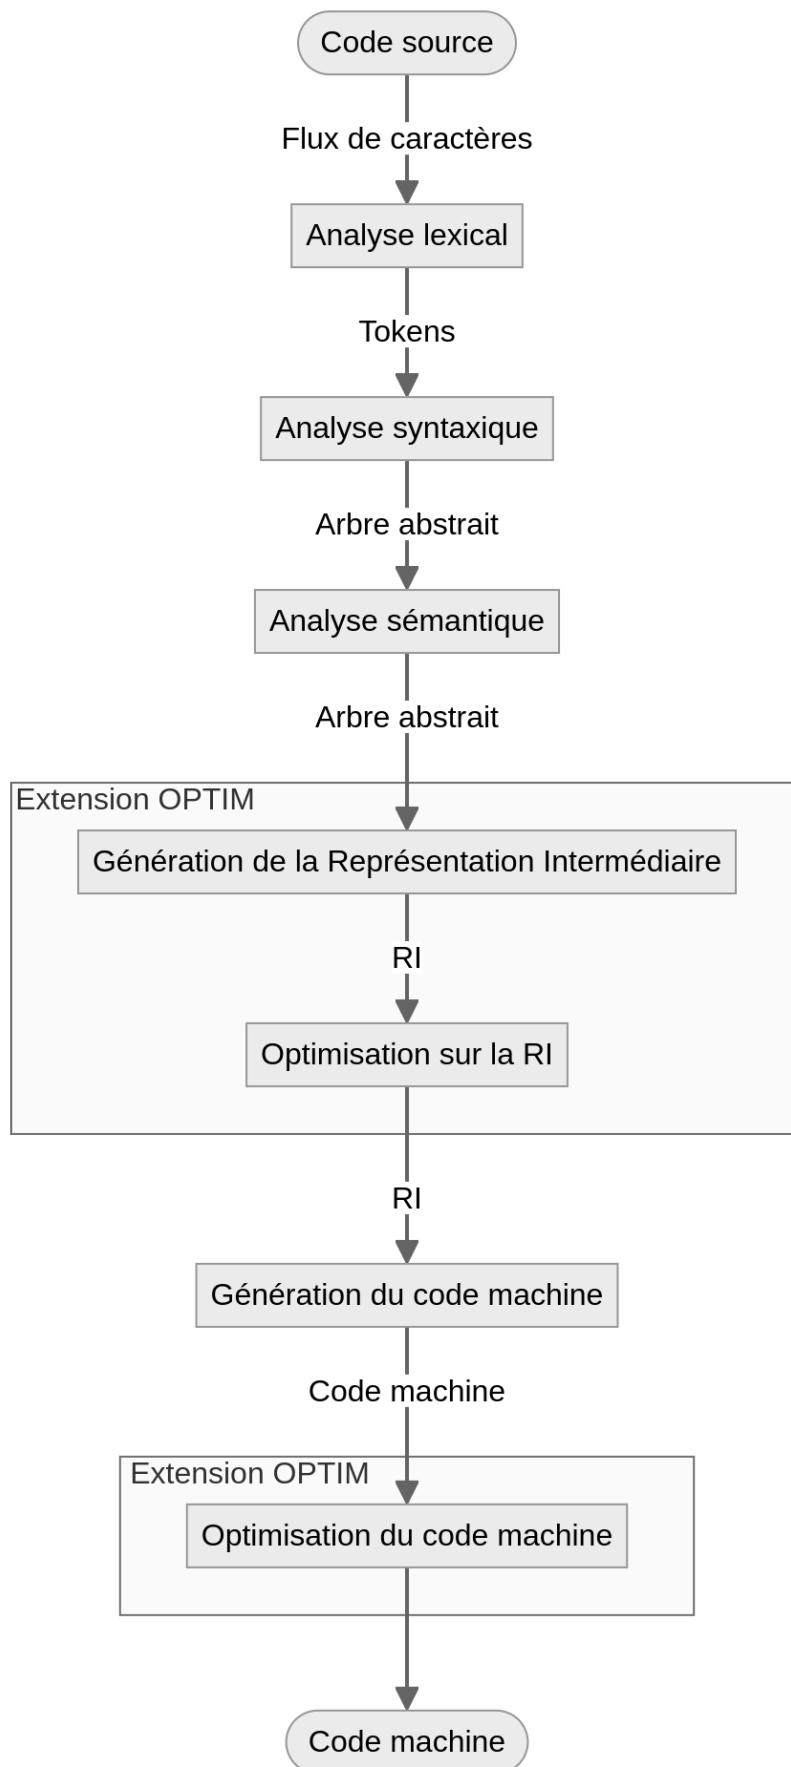 Code source
Flux de caractères
Analyse lexical
Tokens
Analyse syntaxique
Arbre abstrait
Analyse sémantique
Arbre abstrait
Extension OPTIM
Génération de la Représentation Intermédiaire
RI
Optimisation sur la RI
RI
Génération du code machine
Code machine
Extension OPTIM
Optimisation du code machine
Code machine